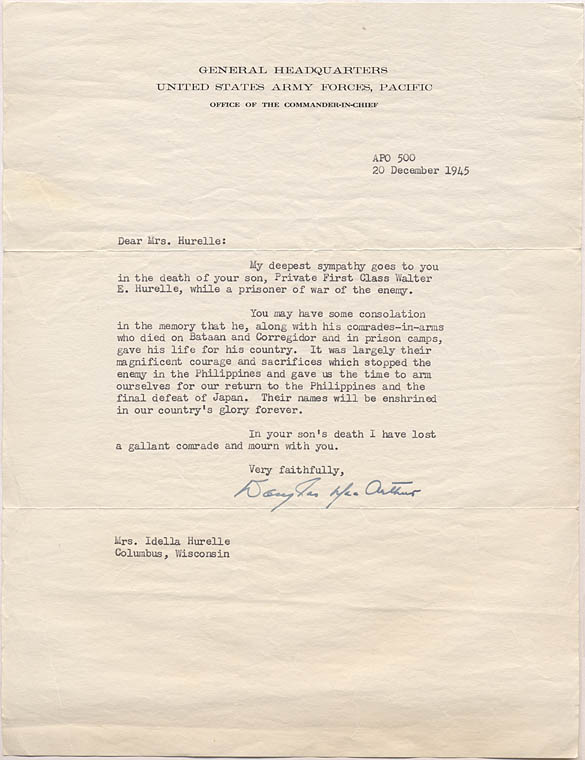 GENERAL HEADQUARTERS
UNITED STATES ARMY FORCES, PACIFIC
OFFICE OF THE COMMANDER-IN-CHIEF
APO 500
20 December 1945
Dear Mrs. Hurelle:
My deepest sympathy goes to you
in the death of your son, Private First Class Walter
E. Hurelle, while a prisoner of war of the enemy.
You may have some consolation
in the memory that he, along with his comrades-in-arms
who died on Bataan and Corregidor and in prison camps,
gave his life for his country. It was largely their
magnificent courage and sacrifices which stopped the
enemy in the Philippines and gave us the time to arm
ourselves for our return to the Philippines and the
final defeat of Japan. Their names will be enshrined
in our country's glory forever.
In your son's death I have lost
a gallant comrade and mourn with you.
Very faithfully,
Douglas MacArthur
Mrs. Idella Hurelle
Columbus, Wisconsin